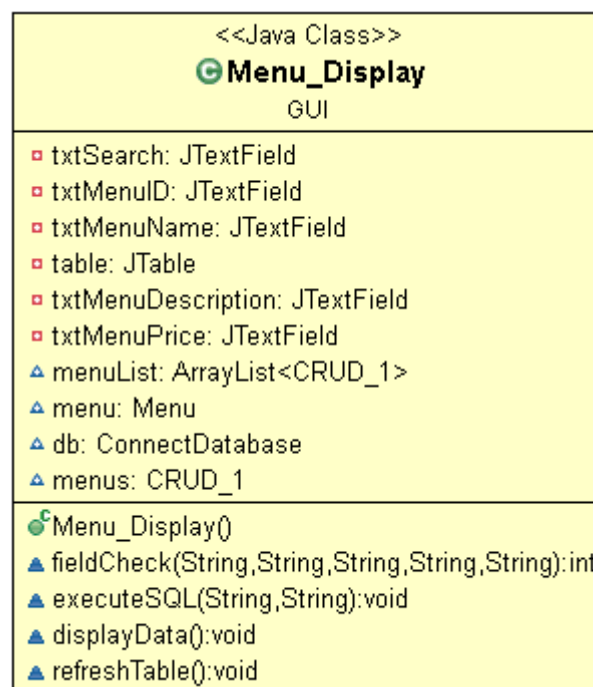 <<Java Class>>
Menu_Display
GUI
txtSearch: JTextField
txtMenuID: JTextField
txtMenuName: JTextField
table: JTable
txtMenuDescription: JTextField
txtMenuPrice: JTextField
menuList: ArrayList<CRUD_1>
menu: Menu
db: ConnectDatabase
menus: CRUD_1
Menu_Display()
fieldCheck(String,String,String,String,String):int
executeSQL(String,String):void
displayData():void
refreshTable():void